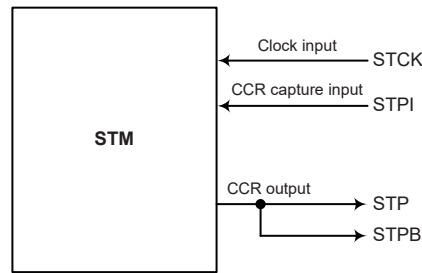 Clock input
STCK
CCR capture input
STPI
STM
CCR output
STP
STPB